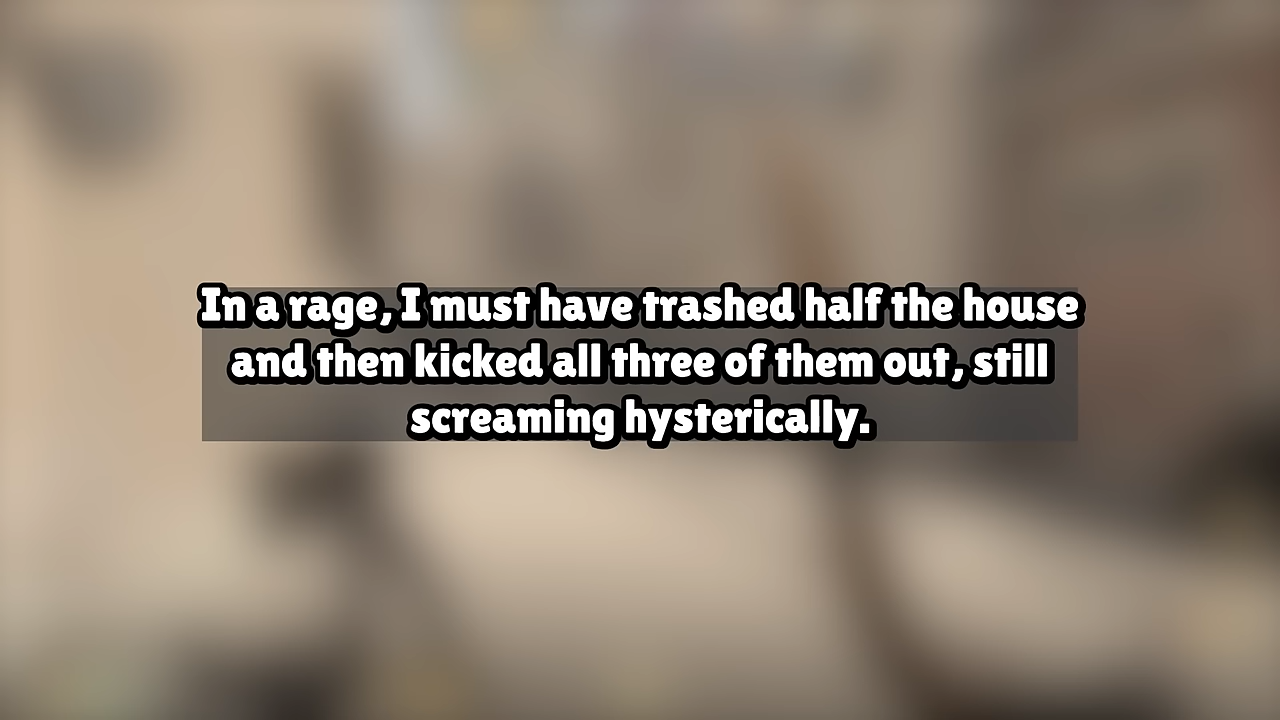 In a rage, I must have trashed half the house
and then kicked all three of them out, still
screaming hysterically.